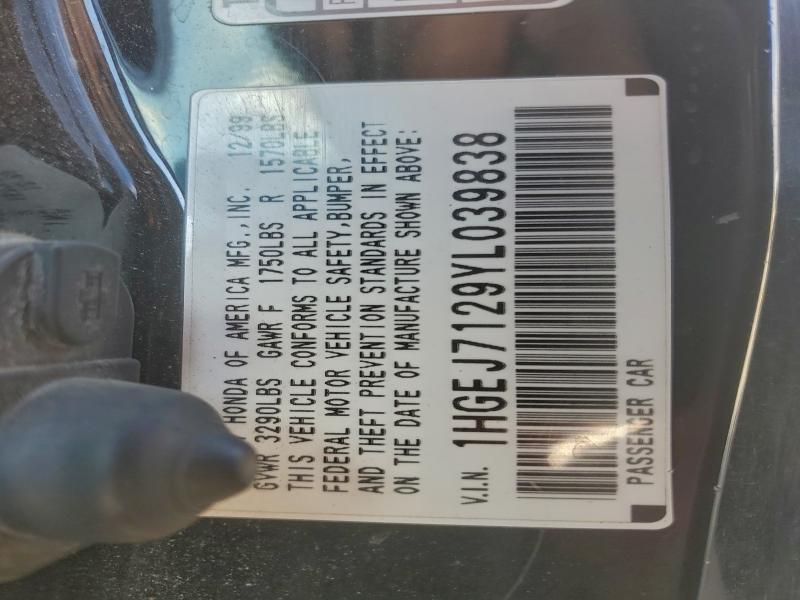 HONDA OF AMERICA MFG., INC. 12/99
GVWR 3290LBS GAWR F 1750LBS R 1570LBS
THIS VEHICLE CONFORMS TO ALL APPLICABLE
FEDERAL MOTOR VEHICLE SAFETY, BUMPER,
AND THEFT PREVENTION STANDARDS IN EFFECT
ON THE DATE OF MANUFACTURE SHOWN ABOVE:
V.I.N. 1HGEJ7129YL039838
PASSENGER CAR